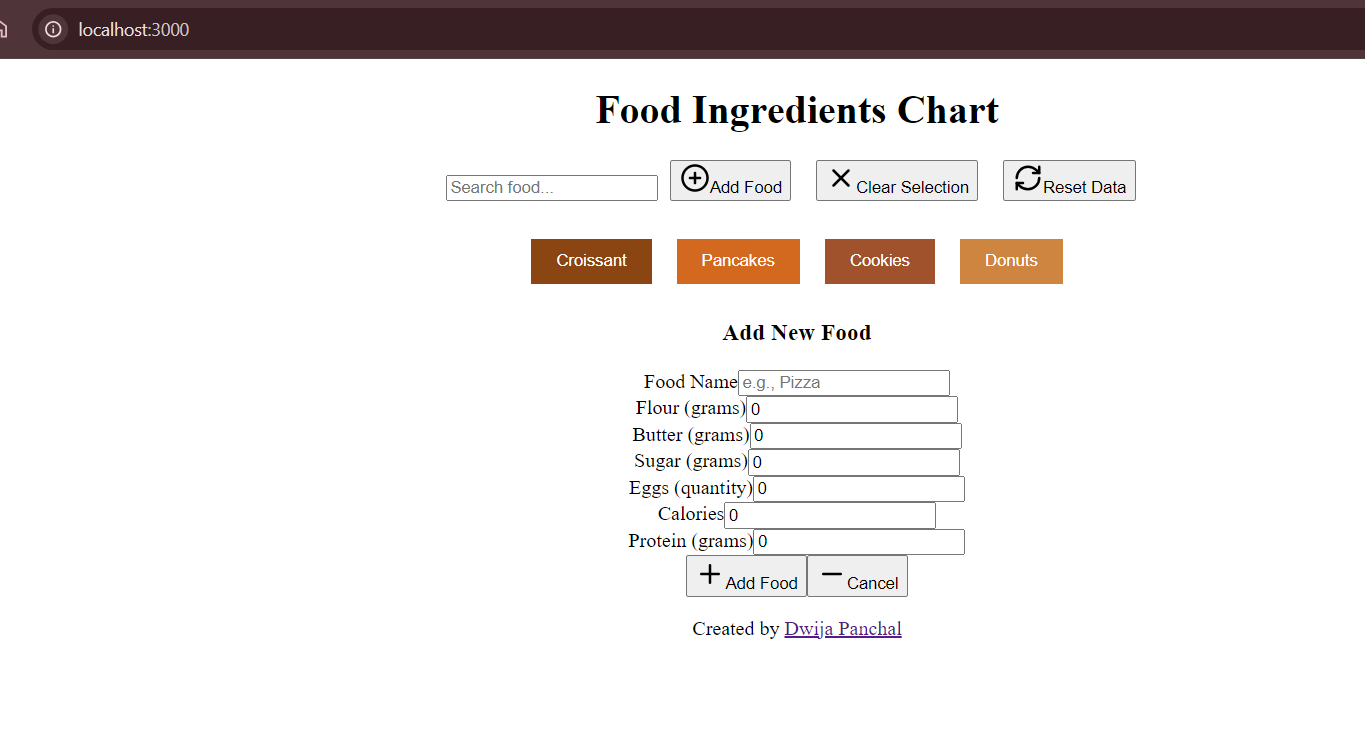 localhost:3000
Food Ingredients Chart
Search food... Add Food Clear Selection Reset Data
Croissant Pancakes Cookies Donuts
Add New Food
Food Name e.g., Pizza
Flour (grams) 0
Butter (grams) 0
Sugar (grams) 0
Eggs (quantity) 0
Calories 0
Protein (grams) 0
Add Food Cancel
Created by Dwija Panchal